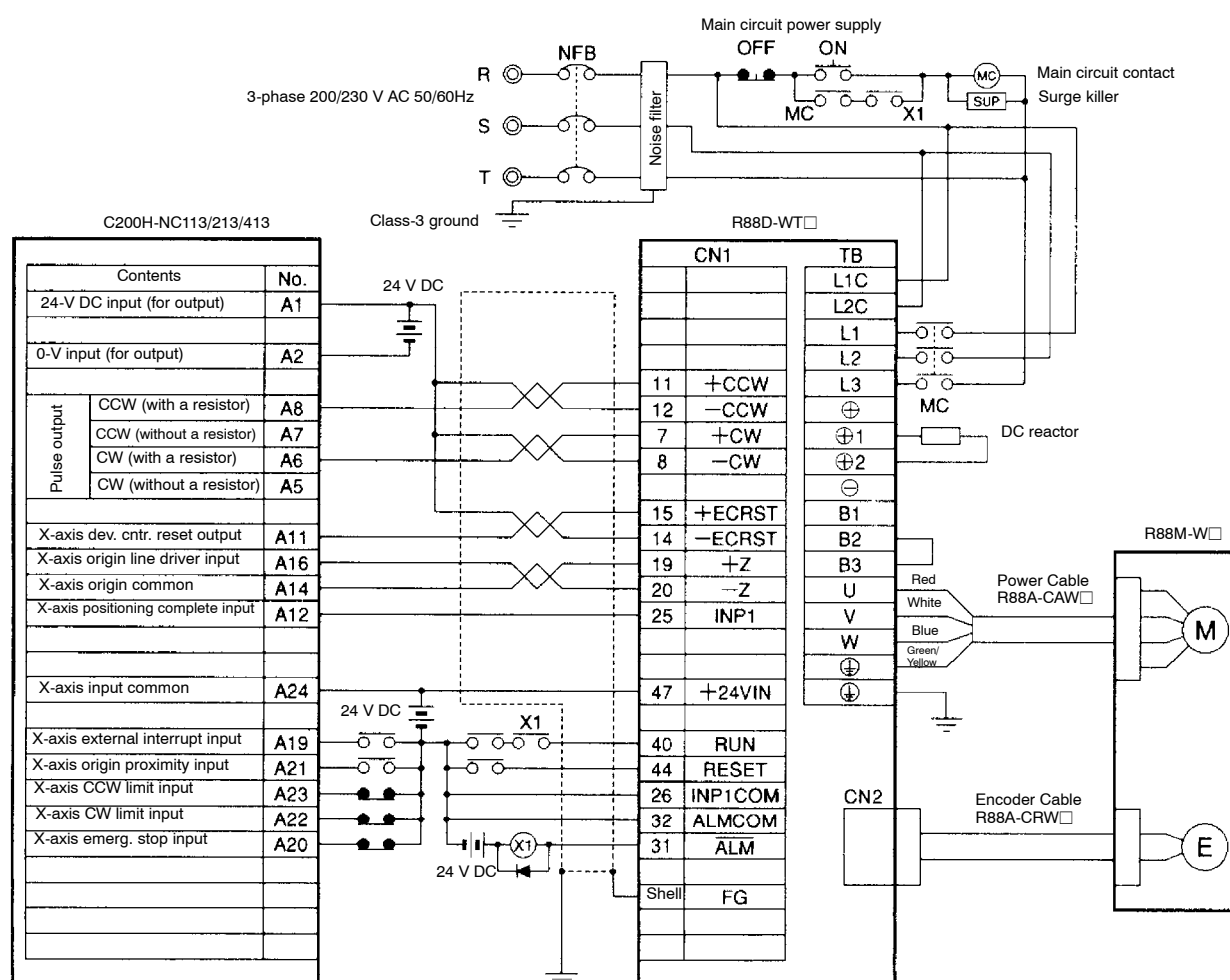 Main circuit power supply
OFF ON
NFB
R
MC Main circuit contact
3-phase 200/230 V AC 50/60Hz
SUP Surge killer
MC X1
S
Noise filter
T
C200H-NC113/213/413
Class-3 ground
R88D-WT□
Contents No.
24-V DC input (for output) A1
0-V input (for output) A2
Pulse output
CCW (with a resistor) A8
CCW (without a resistor) A7
CW (with a resistor) A6
CW (without a resistor) A5
X-axis dev. cntr. reset output A11
X-axis origin line driver input A16
X-axis origin common A14
X-axis positioning complete input A12
X-axis input common A24
X-axis external interrupt input A19
X-axis origin proximity input A21
X-axis CCW limit input A23
X-axis CW limit input A22
X-axis emerg. stop input A20
24 V DC
24 V DC
X1
X1
24 V DC
CN1
11 +CCW
12 −CCW
7 +CW
8 −CW
15 +ECRST
14 −ECRST
19 +Z
20 −Z
25 INP1
47 +24VIN
40 RUN
44 RESET
26 INP1COM
32 ALMCOM
31 ALM
Shell FG
TB
L1C
L2C
L1
L2
L3
⊕
⊕1
⊕2
⊖
B1
B2
B3
U
V
W
MC
DC reactor
Red
White
Blue
Green/
Yellow
Power Cable
R88A-CAW□
R88M-W□
M
CN2
Encoder Cable
R88A-CRW□
E